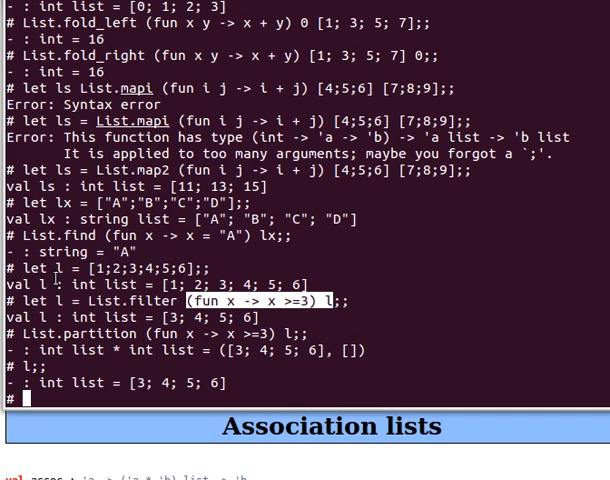 - : int list = [0; 1; 2; 3]
# List.fold_left (fun x y -> x + y) 0 [1; 3; 5; 7];;
- : int = 16
# List.fold_right (fun x y -> x + y) [1; 3; 5; 7] 0;;
- : int = 16
# let ls List.mapi (fun i j -> i + j) [4;5;6] [7;8;9];;
Error: Syntax error
# let ls = List.mapi (fun i j -> i + j) [4;5;6] [7;8;9];;
Error: This function has type (int -> 'a -> 'b) -> 'a list -> 'b list
It is applied to too many arguments; maybe you forgot a `;'.
# let ls = List.map2 (fun i j -> i + j) [4;5;6] [7;8;9];;
val ls : int list = [11; 13; 15]
# let lx = ["A";"B";"C";"D"];;
val lx : string list = ["A"; "B"; "C"; "D"]
# List.find (fun x -> x = "A") lx;;
- : string = "A"
# let l = [1;2;3;4;5;6];;
val l : int list = [1; 2; 3; 4; 5; 6]
# let l = List.filter (fun x -> x >=3) l;;
val l : int list = [3; 4; 5; 6]
# List.partition (fun x -> x >=3) l;;
- : int list * int list = ([3; 4; 5; 6], [])
# l;;
- : int list = [3; 4; 5; 6]
#
Association lists
val assoc : 'a -> ('a * 'b) list -> 'b